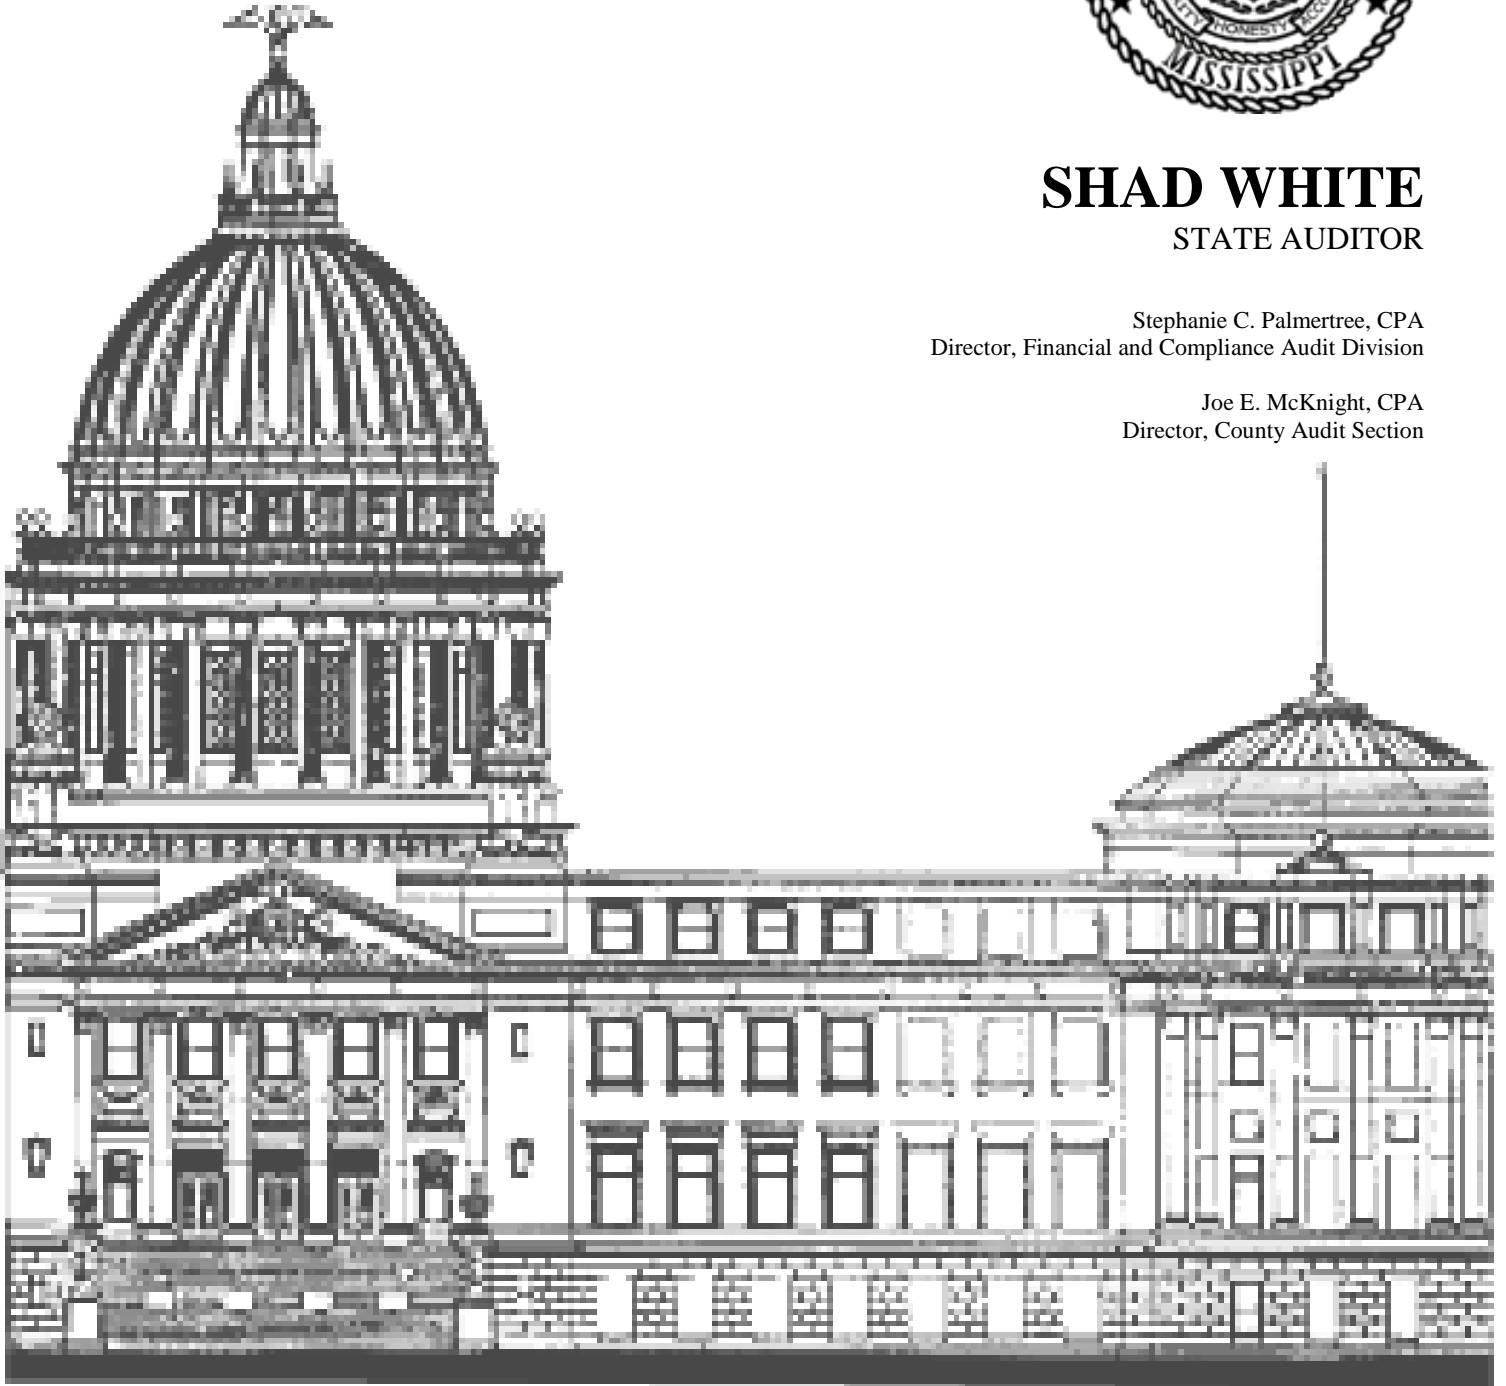 HONESTY
MISSISSIPPI
SHAD WHITE
STATE AUDITOR
Stephanie C. Palmertree, CPA
Director, Financial and Compliance Audit Division
Joe E. McKnight, CPA
Director, County Audit Section